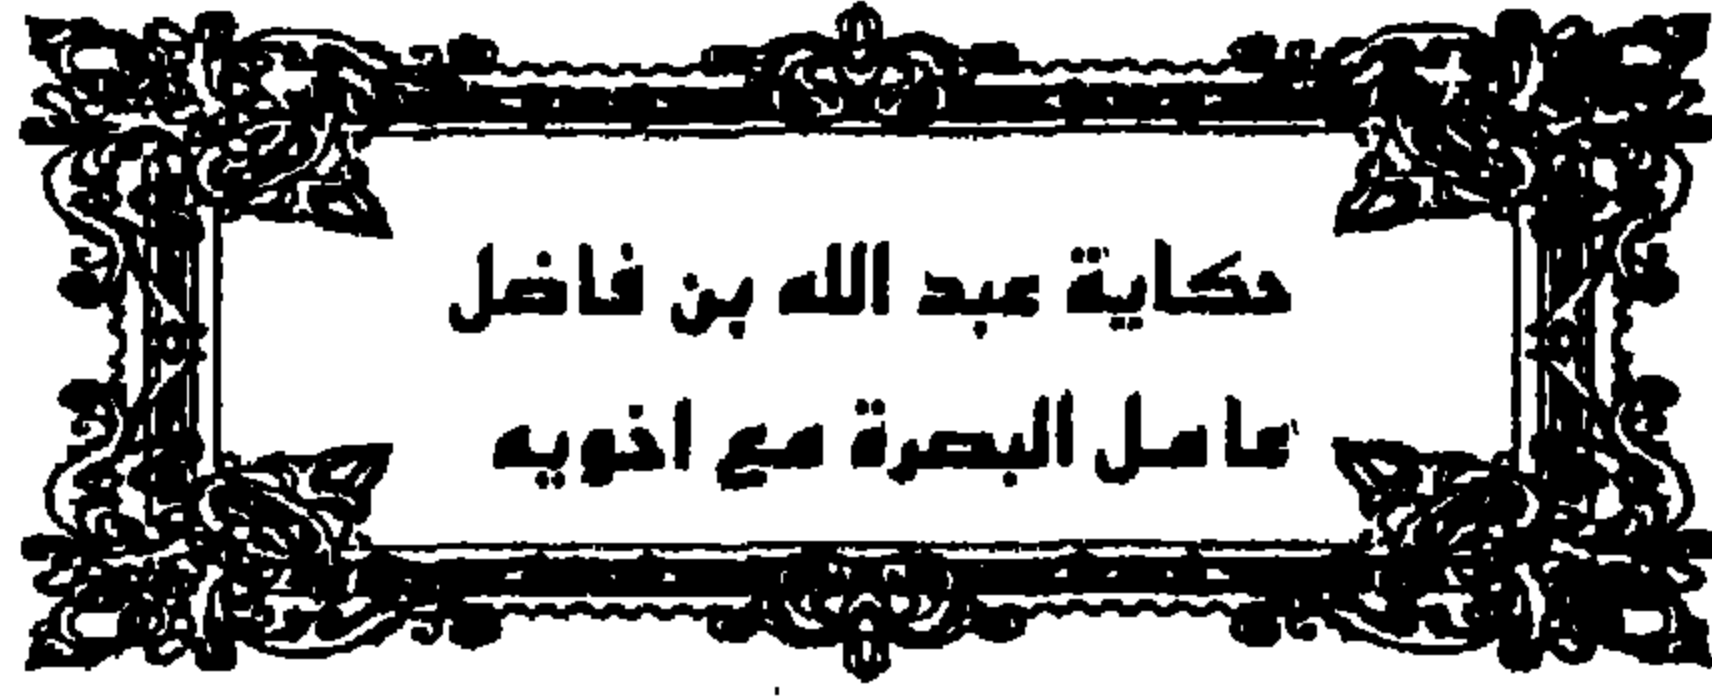 حكاية عبد الله بن فاضل
عامل البصرة مع اخويه